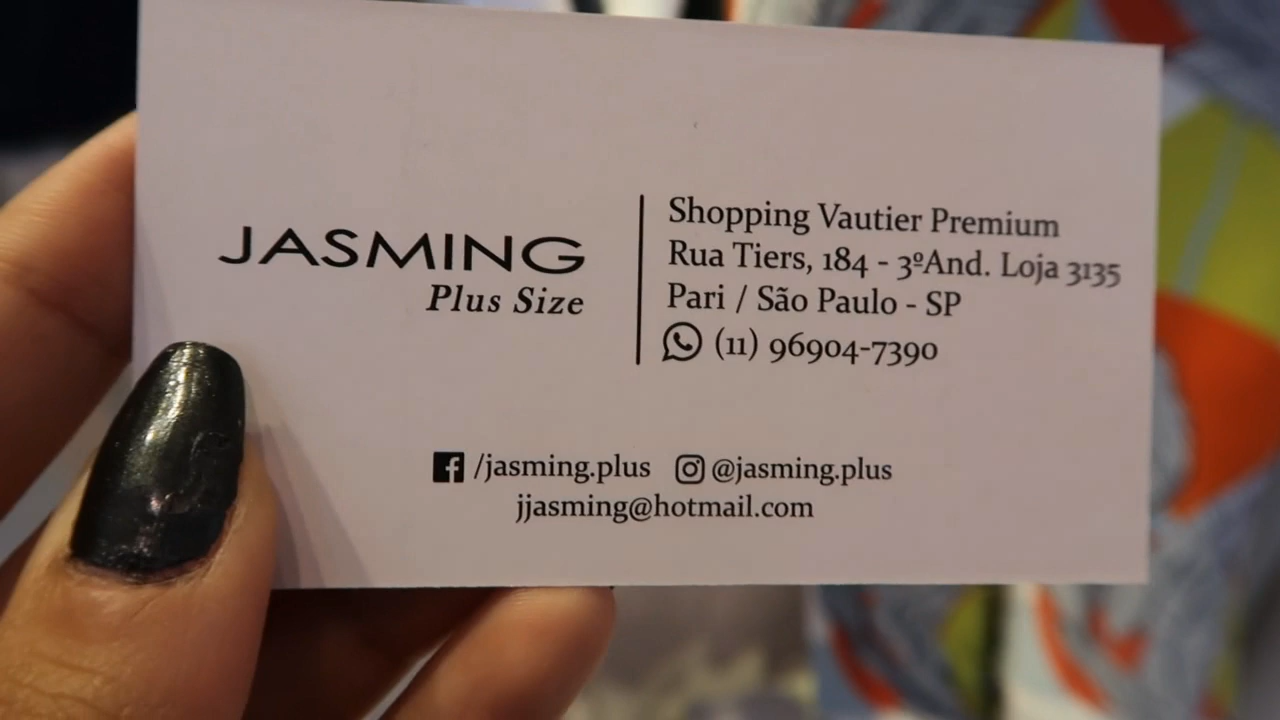 JASMING
Plus Size
Shopping Vautier Premium
Rua Tiers, 184 - 3ºAnd. Loja 3135
Pari / São Paulo - SP
(11) 96904-7390
/jasming.plus @jasming.plus
jjasming@hotmail.com